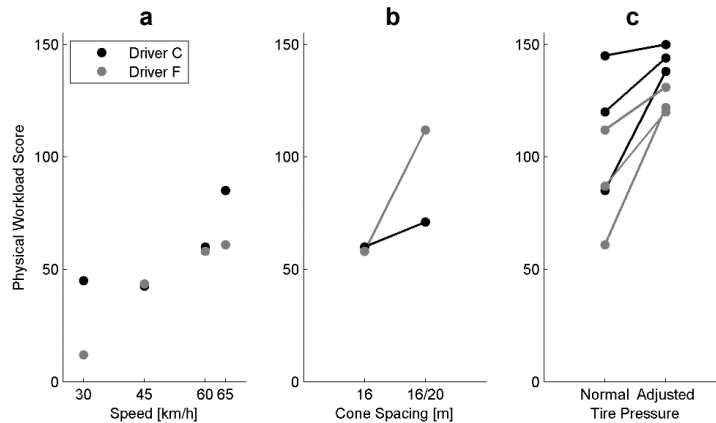 a
b
c
Physical Workload Score
150
100
50
0
Driver C
Driver F
30
45
60
65
Speed [km/h]
150
100
50
0
16
16/20
Cone Spacing [m]
150
100
50
0
Normal
Adjusted
Tire Pressure